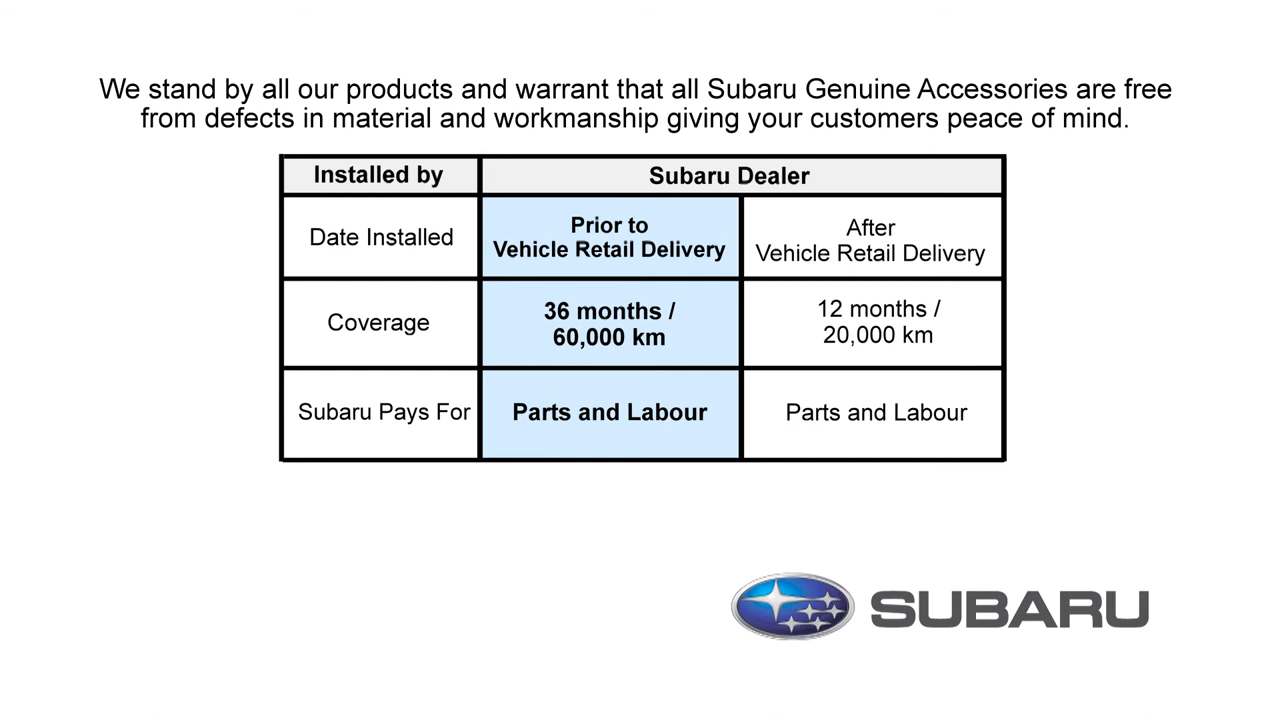 We stand by all our products and warrant that all Subaru Genuine Accessories are free
from defects in material and workmanship giving your customers peace of mind.
Installed by
Subaru Dealer
Date Installed
Prior to
Vehicle Retail Delivery
After
Vehicle Retail Delivery
Coverage
36 months /
60,000 km
12 months /
20,000 km
Subaru Pays For
Parts and Labour
Parts and Labour
SUBARU